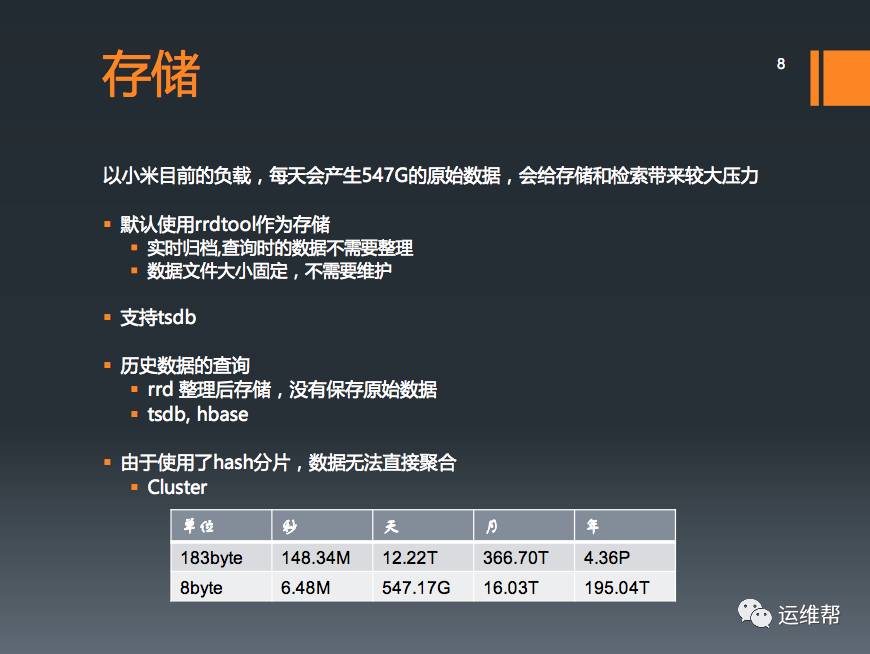 存储
8
以小米目前的负载，每天会产生547G的原始数据，会给存储和检索带来较大压力
默认使用rrdtool作为存储
实时归档,查询时的数据不需要整理
数据文件大小固定，不需要维护
支持tsdb
历史数据的查询
rrd 整理后存储，没有保存原始数据
tsdb, hbase
由于使用了hash分片，数据无法直接聚合
Cluster
单位 秒 天 月 年
183byte 148.34M 12.22T 366.70T 4.36P
8byte 6.48M 547.17G 16.03T 195.04T
运维帮